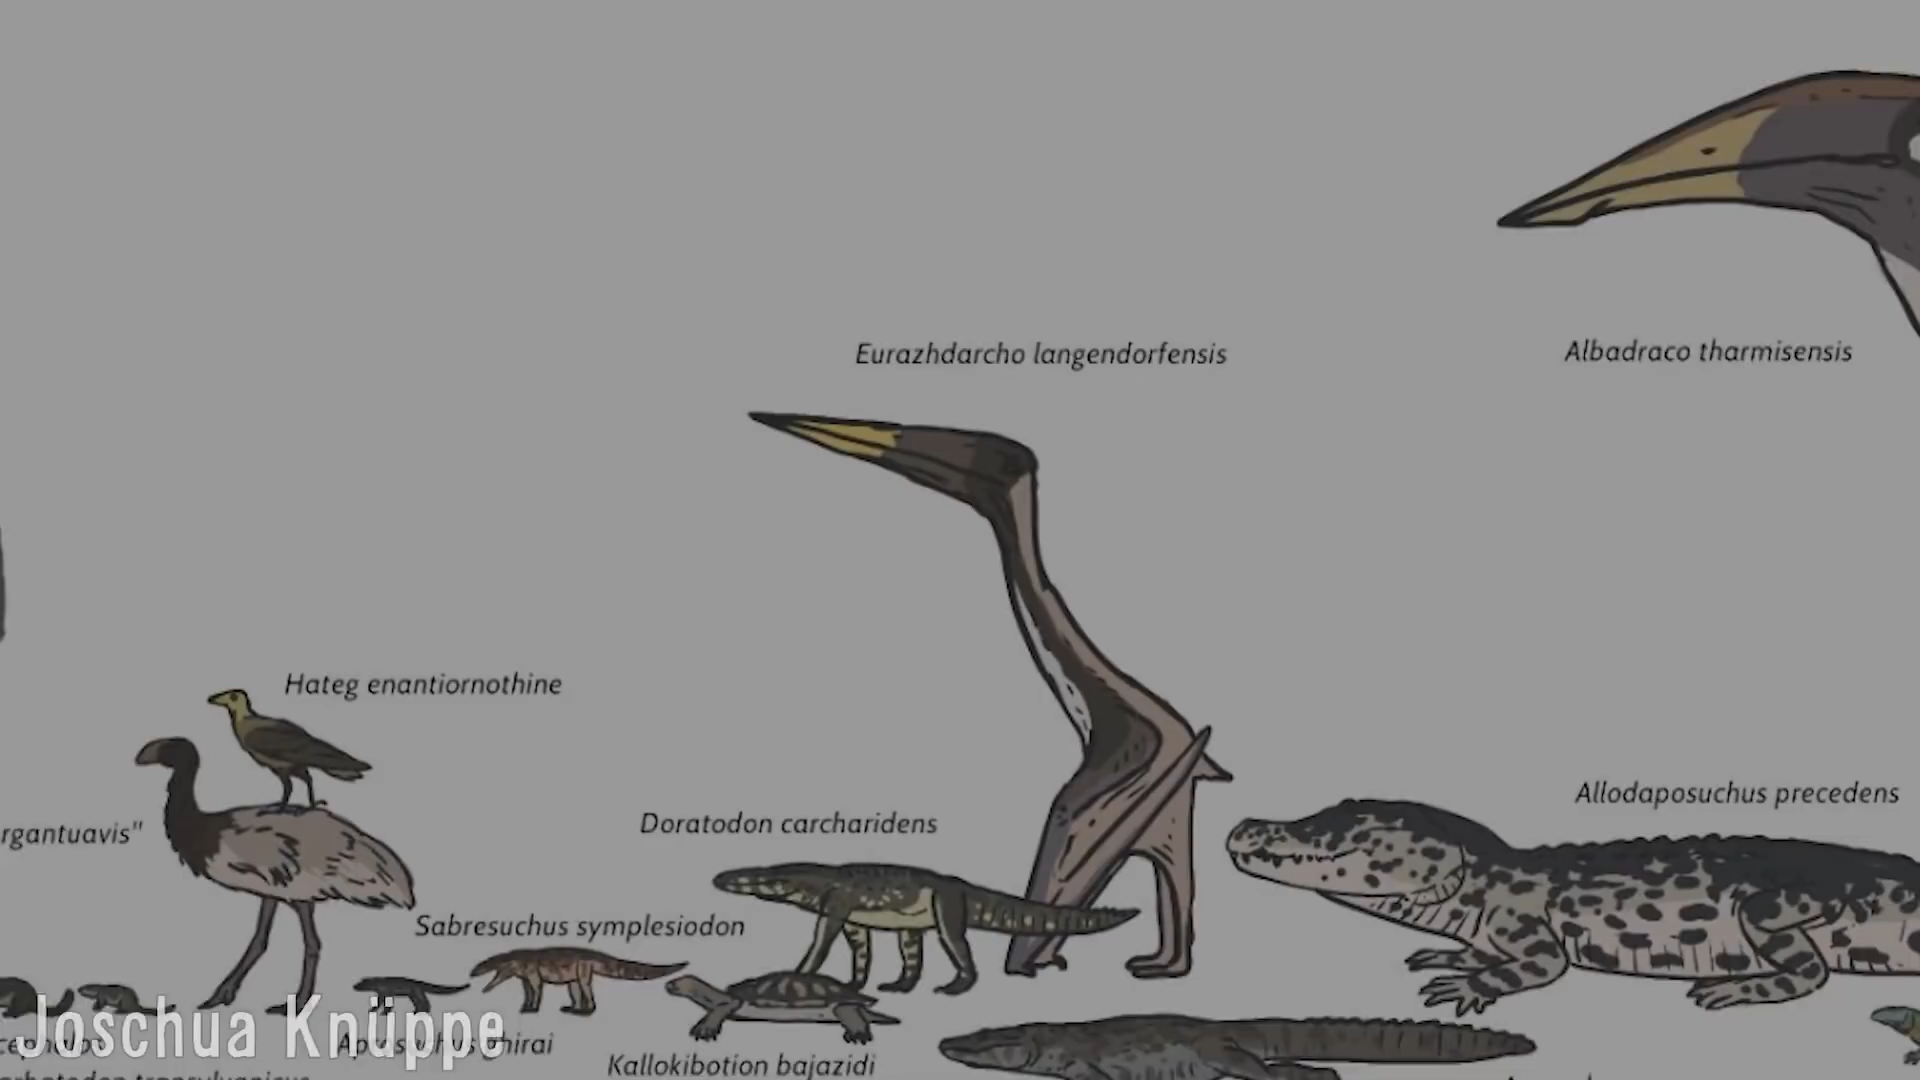 Eurazhdarcho langendorfensis
Albadraco tharmisensis
Hateg enantiornothine
Allodaposuchus precedens
Doratodon carcharidens
rgantuavis"
Sabresuchus symplesiodon
Joschua Knüppe
Kallokibotion bajazidi